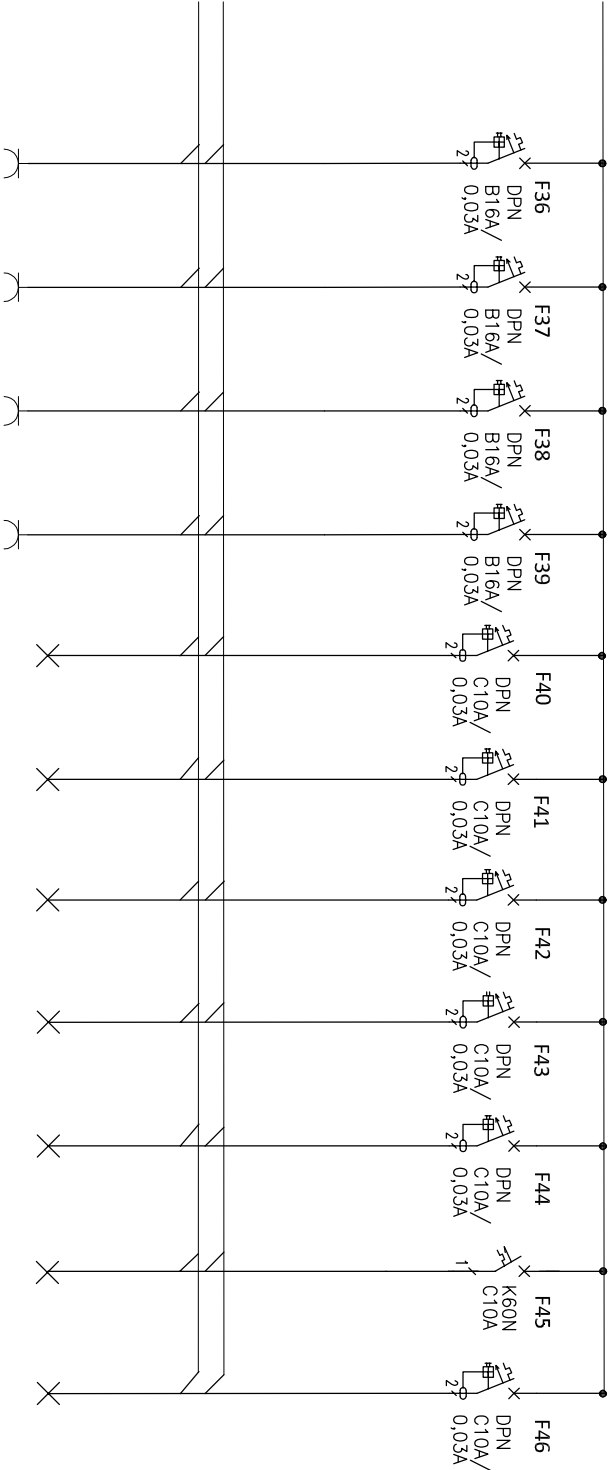 F36
DPN
B16A/
0,03A
2
F37
DPN
B16A/
0,03A
2
F38
DPN
B16A/
0,03A
2
F39
DPN
B16A/
0,03A
2
F40
DPN
C10A/
0,03A
2
F41
DPN
C10A/
0,03A
2
F42
DPN
C10A/
0,03A
2
F43
DPN
C10A/
0,03A
2
F44
DPN
C10A/
0,03A
2
F45
K60N
C10A
1
F46
DPN
C10A/
0,03A
2